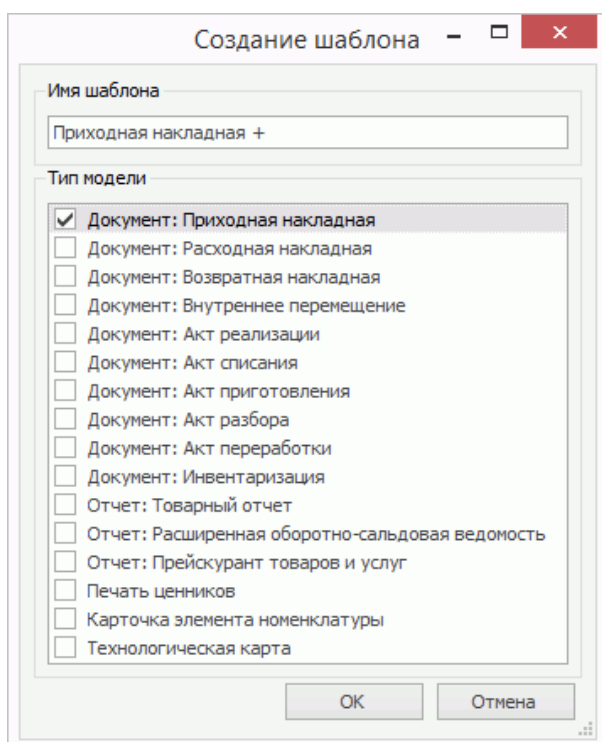 Создание шаблона
Имя шаблона
Приходная накладная +
Тип модели
Документ: Приходная накладная
Документ: Расходная накладная
Документ: Возвратная накладная
Документ: Внутреннее перемещение
Документ: Акт реализации
Документ: Акт списания
Документ: Акт приготовления
Документ: Акт разбора
Документ: Акт переработки
Документ: Инвентаризация
Отчет: Товарный отчет
Отчет: Расширенная оборотно-сальдовая ведомость
Отчет: Прейскурант товаров и услуг
Печать ценников
Карточка элемента номенклатуры
Технологическая карта
ОК Отмена